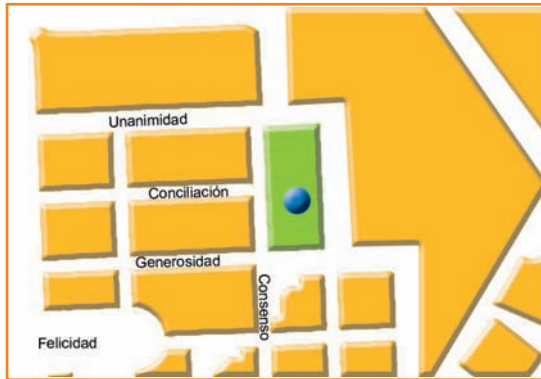 Unanimidad
Conciliación
Generosidad
Consenso
Felicidad